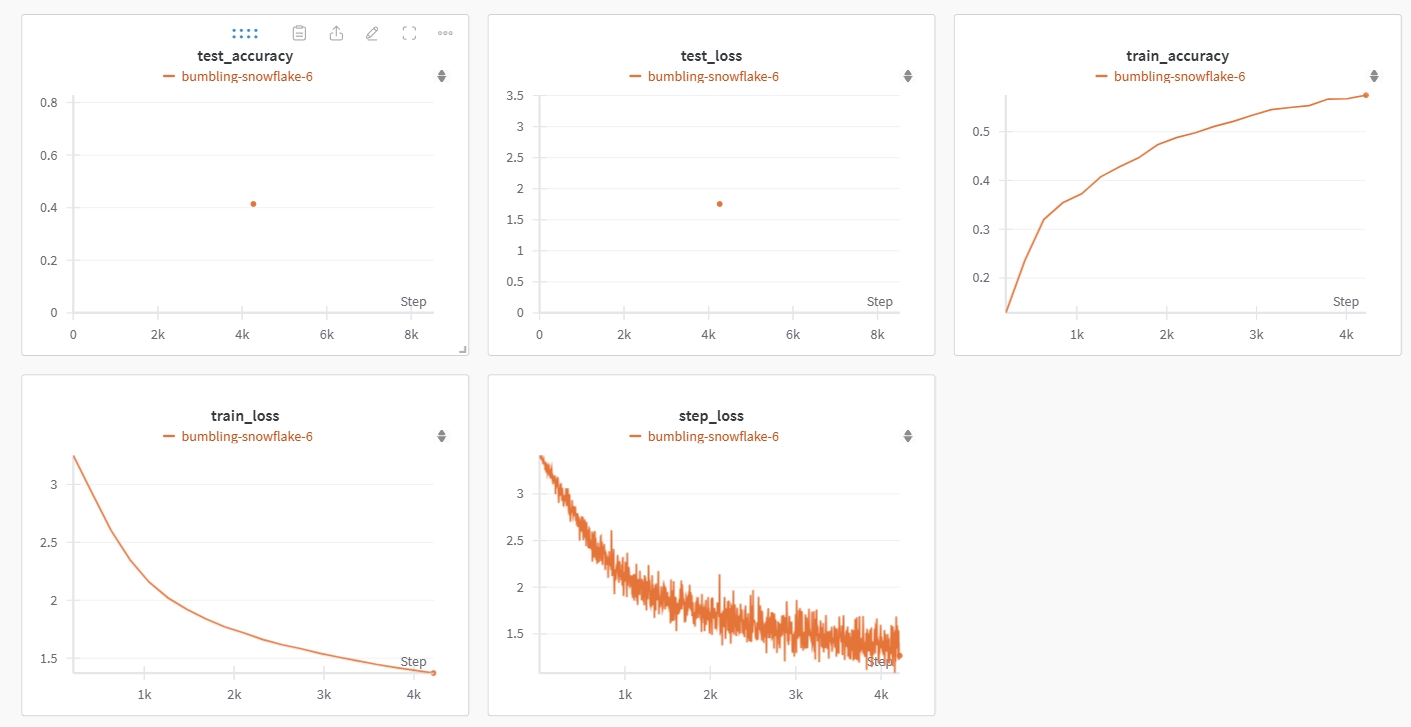 test_accuracy
bumbling-snowflake-6
0.8
0.6
0.4
0.2
0
Step
0 2k 4k 6k 8k
test_loss
bumbling-snowflake-6
3.5
3
2.5
2
1.5
1
0.5
0
Step
0 2k 4k 6k 8k
train_accuracy
bumbling-snowflake-6
0.5
0.4
0.3
0.2
Step
1k 2k 3k 4k
train_loss
bumbling-snowflake-6
3
2.5
2
1.5
Step
1k 2k 3k 4k
step_loss
bumbling-snowflake-6
3
2.5
2
1.5
Step
1k 2k 3k 4k